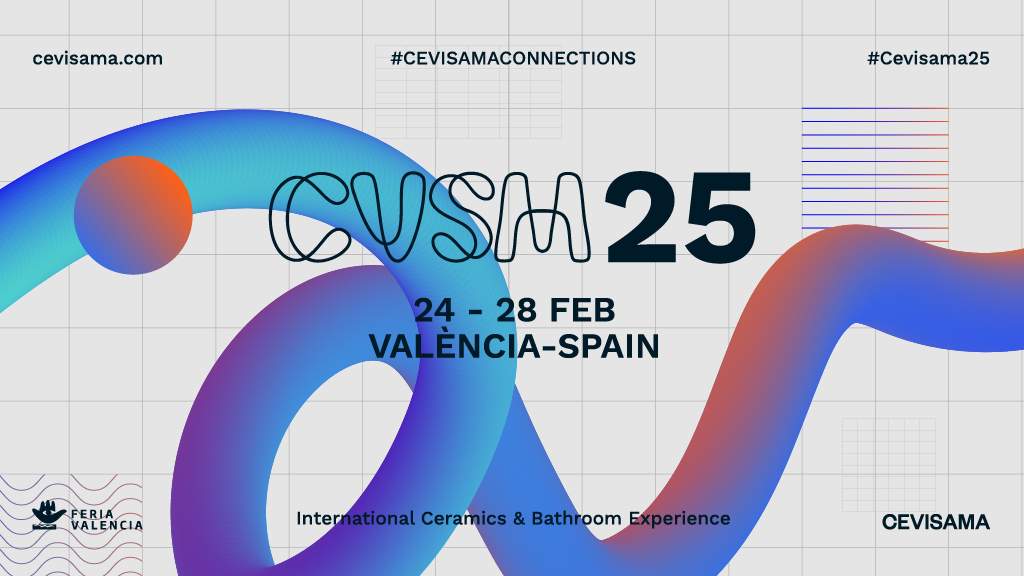 cevisama.com
#CEVISAMACONNECTIONS
#Cevisama25
CVSM25
24 - 28 FEB
VALÈNCIA-SPAIN
FERIA
VALENCIA
International Ceramics & Bathroom Experience
CEVISAMA